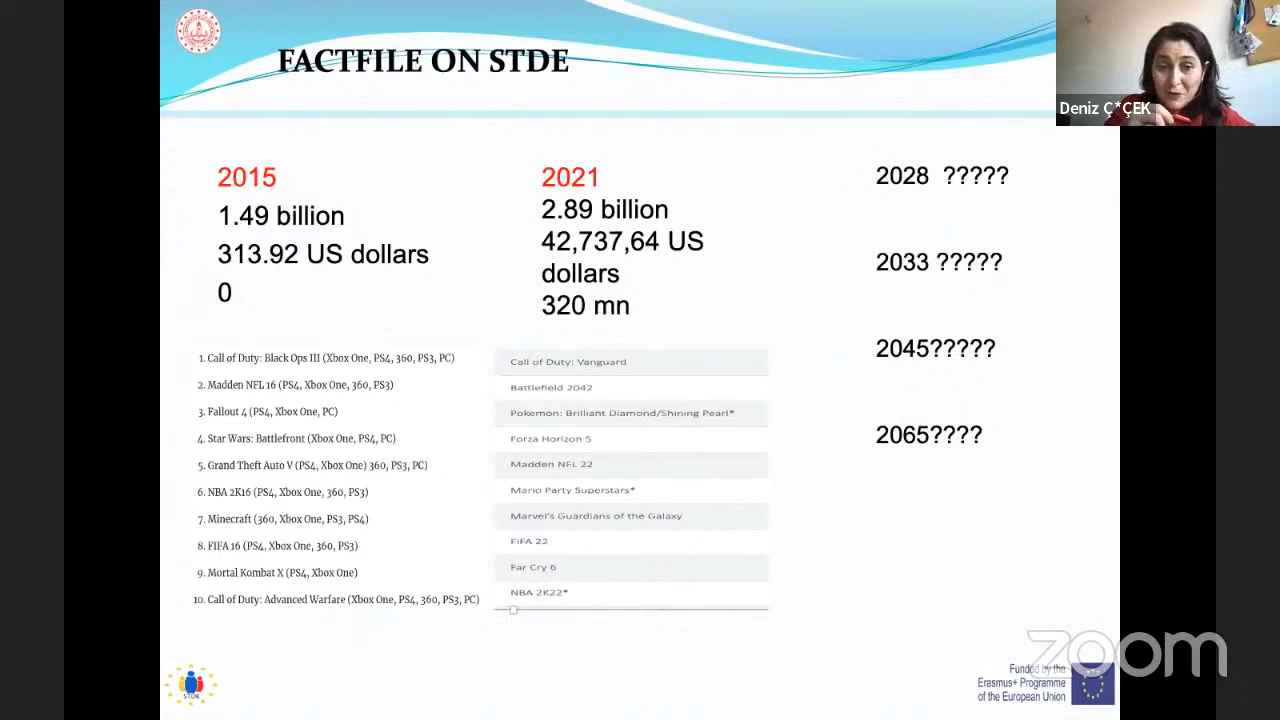 FACTFILE ON STDE
Deniz Ç*ÇEK
2015
1.49 billion
313.92 US dollars
0
2021
2.89 billion
42,737,64 US
dollars
320 mn
2028 ?????
2033 ?????
2045?????
2065????
1. Call of Duty: Black Ops III (Xbox One, PS4, 360, PS3, PC)
2. Madden NFL 16 (PS4, Xbox One, 360, PS3)
3. Fallout 4 (PS4, Xbox One, PC)
4. Star Wars: Battlefront (Xbox One, PS4, PC)
5. Grand Theft Auto V (PS4, Xbox One) 360, PS3, PC)
6. NBA 2K16 (PS4, Xbox One, 360, PS3)
7. Minecraft (360, Xbox One, PS3, PS4)
8. FIFA 16 (PS4, Xbox One, 360, PS3)
9. Mortal Kombat X (PS4, Xbox One)
10. Call of Duty: Advanced Warfare (Xbox One, PS4, 360, PS3, PC)
Call of Duty: Vanguard
Battlefield 2042
Pokemon: Brilliant Diamond/Shining Pearl*
Forza Horizon 5
Madden NFL 22
Mario Party Superstars*
Marvel's Guardians of the Galaxy
FIFA 22
Far Cry 6
NBA 2K22*
zoom
STDE
Funded by the
Erasmus+ Programme
of the European Union